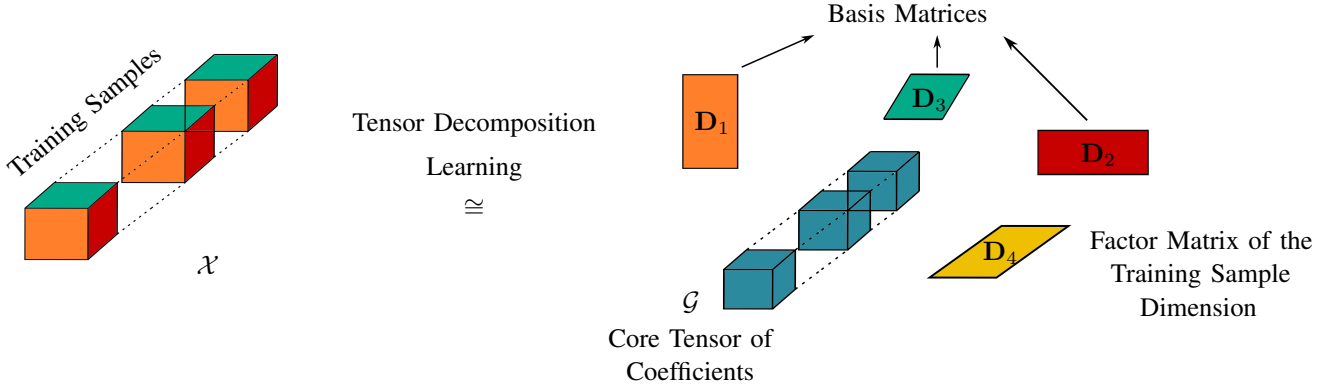 Basis Matrices
Training Samples
𝒳
Tensor Decomposition
Learning
≅
D₁
D₃
D₂
D₄
𝒢
Core Tensor of
Coefficients
Factor Matrix of the
Training Sample
Dimension